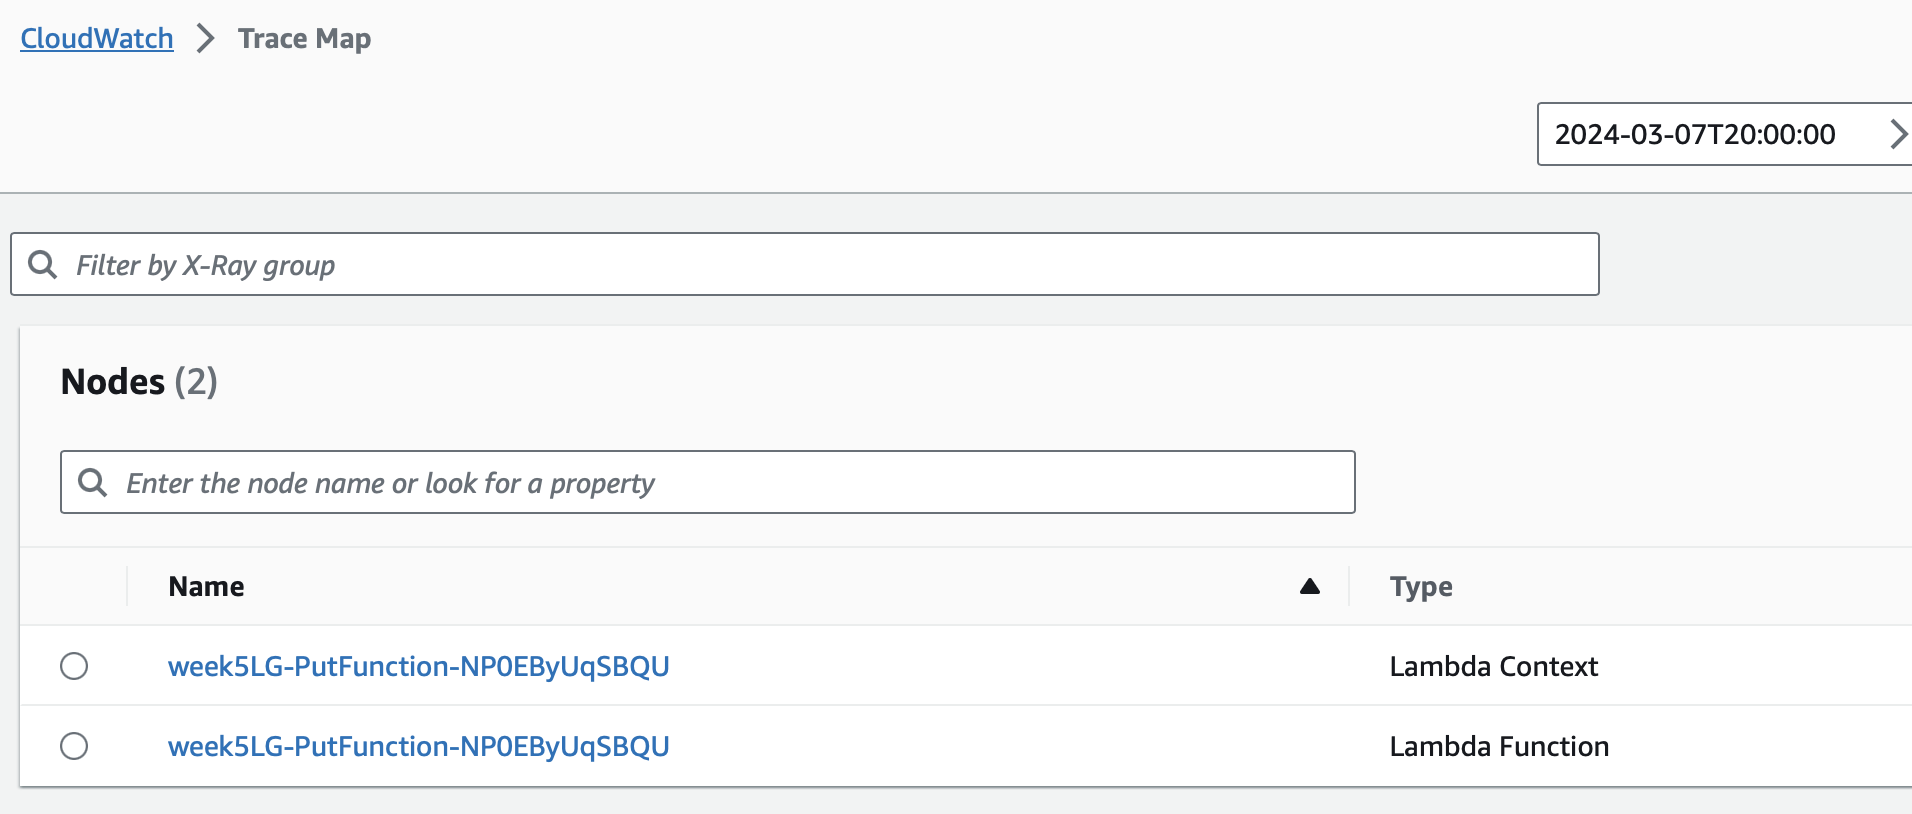 CloudWatch > Trace Map
2024-03-07T20:00:00
Filter by X-Ray group
Nodes (2)
Enter the node name or look for a property
Name Type
week5LG-PutFunction-NP0EByUqSBQU Lambda Context
week5LG-PutFunction-NP0EByUqSBQU Lambda Function